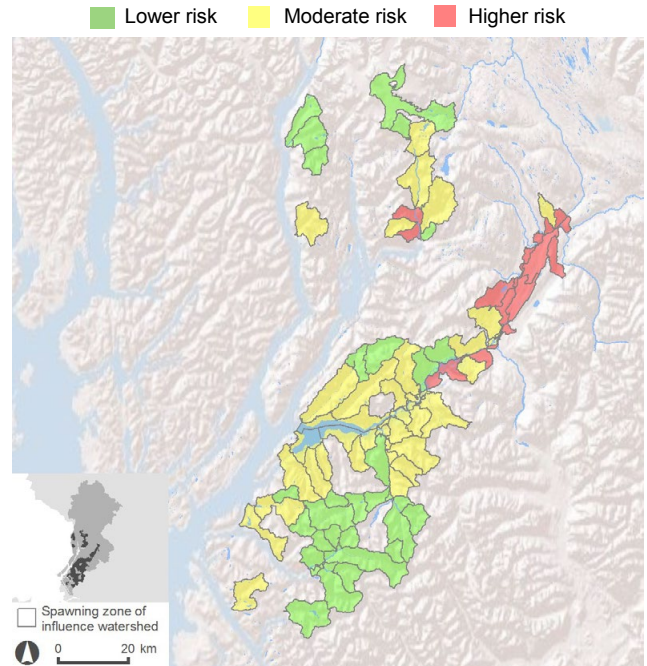 Lower risk Moderate risk Higher risk
Spawning zone of
influence watershed
0 20 km